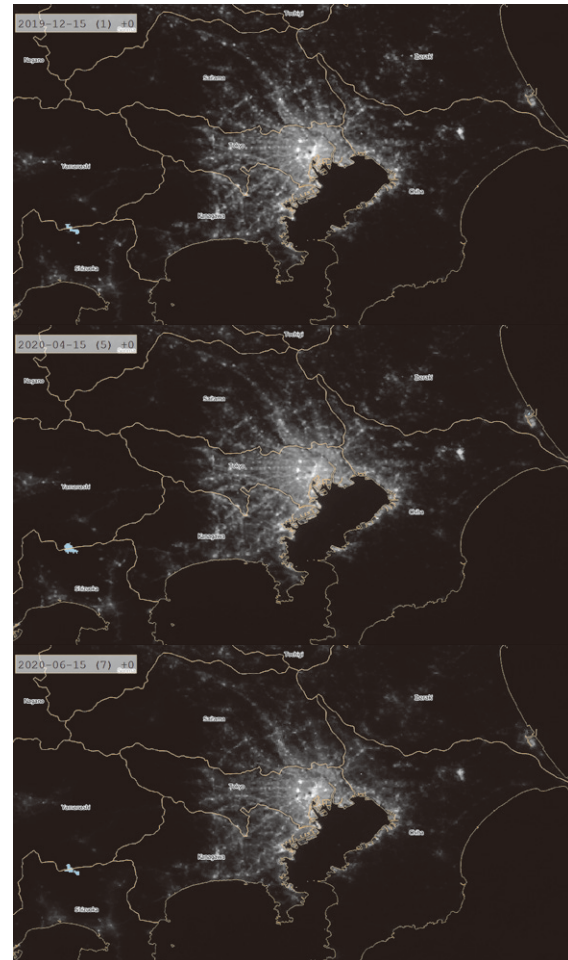 2019-12-15 (1) ±0
Tochigi
Nagano
Ibaraki
Saitama
Tokyo
Yamanashi
Chiba
Kanagawa
Shizuoka
2020-04-15 (5) ±0
Tochigi
Nagano
Ibaraki
Saitama
Tokyo
Yamanashi
Chiba
Kanagawa
Shizuoka
2020-06-15 (7) ±0
Tochigi
Nagano
Ibaraki
Saitama
Tokyo
Yamanashi
Chiba
Kanagawa
Shizuoka